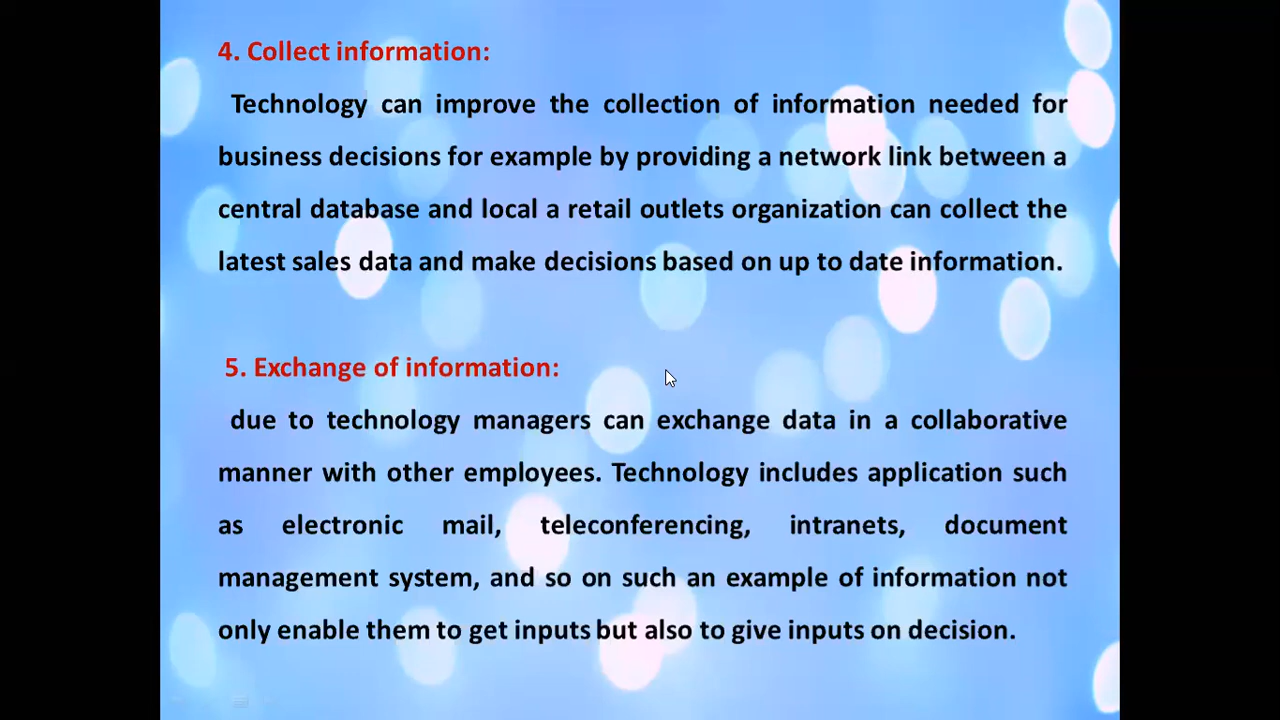 4. Collect information:
Technology can improve the collection of information needed for
business decisions for example by providing a network link between a
central database and local a retail outlets organization can collect the
latest sales data and make decisions based on up to date information.
5. Exchange of information:
due to technology managers can exchange data in a collaborative
manner with other employees. Technology includes application such
as electronic mail, teleconferencing, intranets, document
management system, and so on such an example of information not
only enable them to get inputs but also to give inputs on decision.